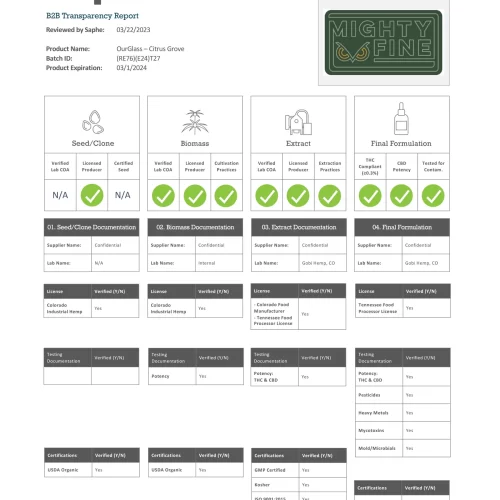 B2B Transparency Report
Reviewed by Saphe: 03/22/2023
Product Name: OurGlass – Citrus Grove
Batch ID: (RE76)(E24)T27
Product Expiration: 03/1/2024
MIGHTY
FINE
Seed/Clone
Verified Lab COA
Licensed Producer
Certified Seed
N/A
N/A
Biomass
Verified Lab COA
Licensed Producer
Cultivation Practices
Extract
Verified Lab COA
Licensed Producer
Extraction Practices
Final Formulation
THC Compliant (≤0.3%)
CBD Potency
Tested for Contam.
01. Seed/Clone Documentation
Supplier Name: Confidential
Lab Name: N/A
02. Biomass Documentation
Supplier Name: Confidential
Lab Name: Internal
03. Extract Documentation
Supplier Name: Confidential
Lab Name: Gobi Hemp, CO
04. Final Formulation
Supplier Name: Confidential
Lab Name: Gobi Hemp, CO
License Verified (Y/N)
Colorado Industrial Hemp Yes
License Verified (Y/N)
Colorado Industrial Hemp Yes
License Verified (Y/N)
- Colorado Food Manufacturer
- Tennessee Food Processor License
Yes
License Verified (Y/N)
Tennessee Food Processor License Yes
Testing Documentation Verified (Y/N)
Testing Documentation Verified (Y/N)
Potency Yes
Testing Documentation Verified (Y/N)
Potency: THC & CBD Yes
Testing Documentation Verified (Y/N)
Potency: THC & CBD Yes
Pesticides Yes
Heavy Metals Yes
Mycotoxins Yes
Mold/Microbials Yes
Certifications Verified (Y/N)
USDA Organic Yes
Certifications Verified (Y/N)
USDA Organic Yes
Certifications Verified (Y/N)
GMP Certified Yes
Kosher Yes
ISO 9001:2015 Yes
Certifications Verified (Y/N)